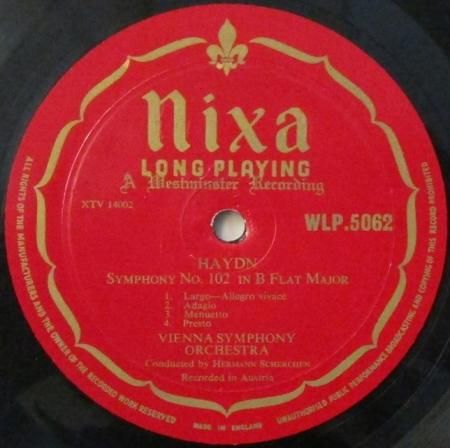 nixa
LONG PLAYING
A Westminster Recording
XTV 14002
WLP.5062
HAYDN
SYMPHONY NO. 102 IN B FLAT MAJOR
1. Largo—Allegro vivace
2. Adagio
3. Menuetto
4. Presto
VIENNA SYMPHONY
ORCHESTRA
Conducted by HERMANN SCHERCHEN
Recorded in Austria
ALL RIGHTS OF THE MANUFACTURERS AND THE OWNER OF THE RECORDED WORK RESERVED
MADE IN ENGLAND
UNAUTHORISED PUBLIC PERFORMANCE BROADCASTING AND COPYING OF THIS RECORD PROHIBITED